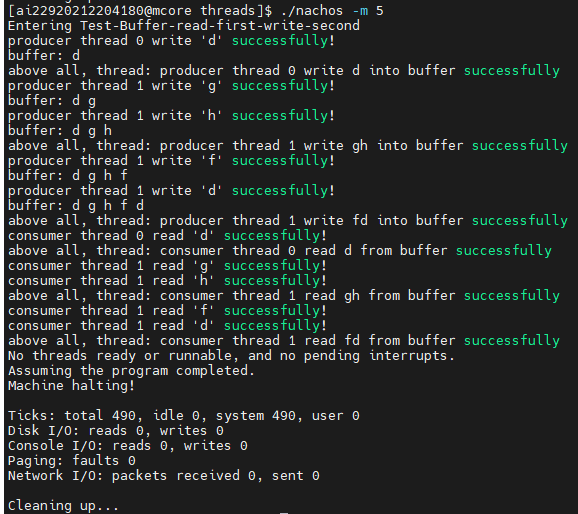 [ai22920212204180@mcore threads]$ ./nachos -m 5
Entering Test-Buffer-read-first-write-second
producer thread 0 write 'd' successfully!
buffer: d
above all, thread: producer thread 0 write d into buffer successfully
producer thread 1 write 'g' successfully!
buffer: d g
producer thread 1 write 'h' successfully!
buffer: d g h
above all, thread: producer thread 1 write gh into buffer successfully
producer thread 1 write 'f' successfully!
buffer: d g h f
producer thread 1 write 'd' successfully!
buffer: d g h f d
above all, thread: producer thread 1 write fd into buffer successfully
consumer thread 0 read 'd' successfully!
above all, thread: consumer thread 0 read d from buffer successfully
consumer thread 1 read 'g' successfully!
consumer thread 1 read 'h' successfully!
above all, thread: consumer thread 1 read gh from buffer successfully
consumer thread 1 read 'f' successfully!
consumer thread 1 read 'd' successfully!
above all, thread: consumer thread 1 read fd from buffer successfully
No threads ready or runnable, and no pending interrupts.
Assuming the program completed.
Machine halting!

Ticks: total 490, idle 0, system 490, user 0
Disk I/O: reads 0, writes 0
Console I/O: reads 0, writes 0
Paging: faults 0
Network I/O: packets received 0, sent 0

Cleaning up...